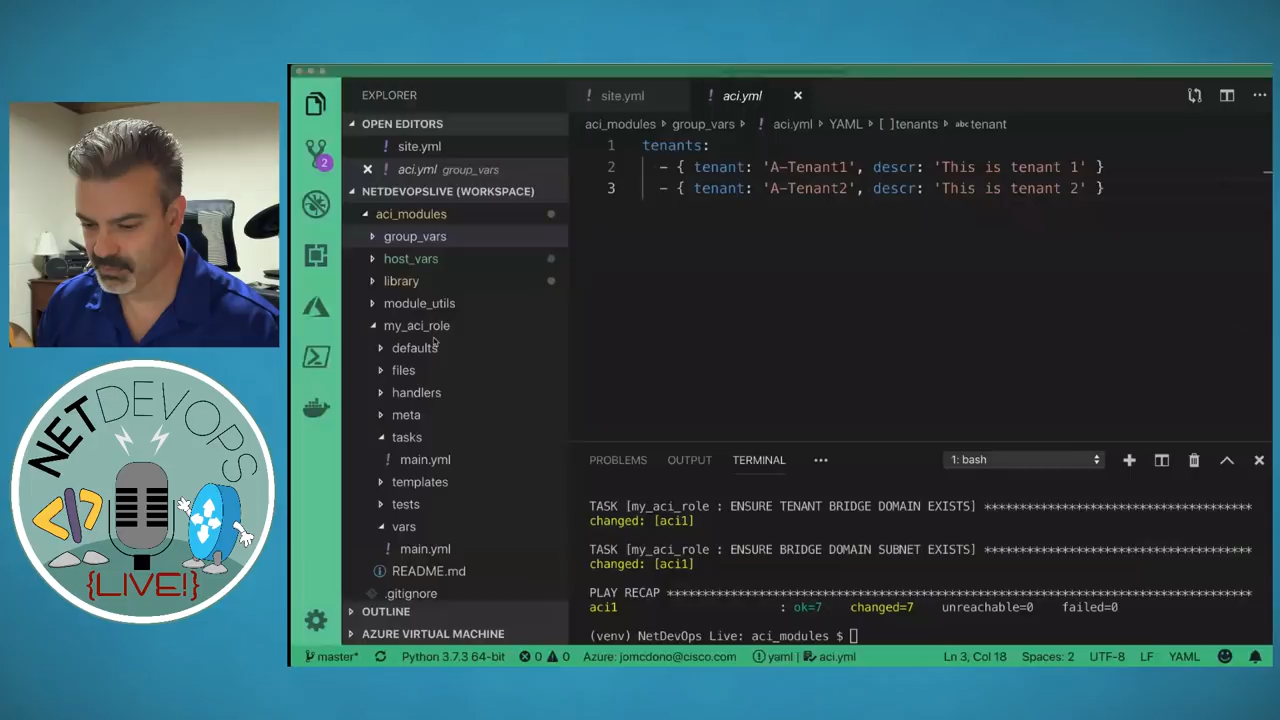 NETDEVOPS
{LIVE!}
EXPLORER
OPEN EDITORS
! site.yml
× ! aci.yml group_vars
NETDEVOPSLIVE (WORKSPACE)
aci_modules
group_vars
host_vars
library
module_utils
my_aci_role
defaults
files
handlers
meta
tasks
! main.yml
templates
tests
vars
! main.yml
README.md
.gitignore
OUTLINE
AZURE VIRTUAL MACHINE
2
! site.yml
! aci.yml ×
aci_modules group_vars ! aci.yml YAML [ ]tenants abc tenant
1 tenants:
2 - { tenant: 'A-Tenant1', descr: 'This is tenant 1' }
3 - { tenant: 'A-Tenant2', descr: 'This is tenant 2' }
PROBLEMS OUTPUT TERMINAL ••• 1: bash
TASK [my_aci_role : ENSURE TENANT BRIDGE DOMAIN EXISTS] **************************************
changed: [aci1]
TASK [my_aci_role : ENSURE BRIDGE DOMAIN SUBNET EXISTS] **************************************
changed: [aci1]
PLAY RECAP *********************************************************************************
aci1 : ok=7 changed=7 unreachable=0 failed=0
(venv) NetDevOps Live: aci_modules $
master* Python 3.7.3 64-bit 0 0 Azure: jomcdono@cisco.com yaml | aci.yml Ln 3, Col 18 Spaces: 2 UTF-8 LF YAML